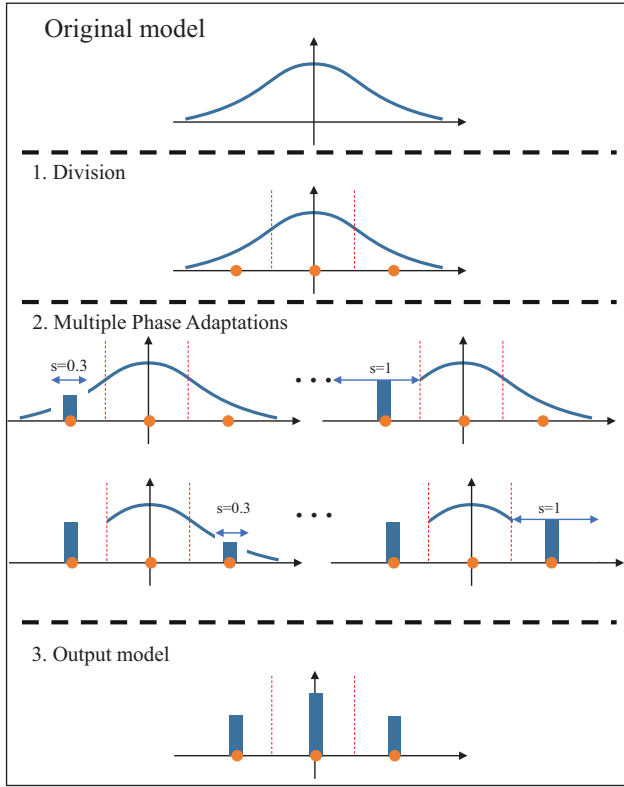 Original model
1. Division
2. Multiple Phase Adaptations
s=0.3
s=1
s=0.3
s=1
3. Output model